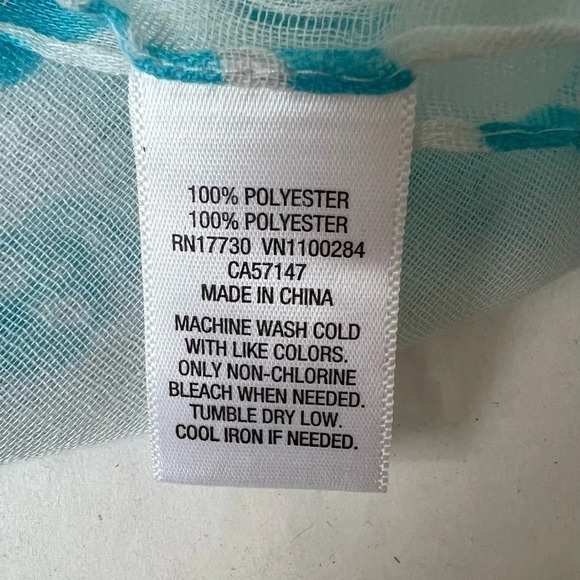 100% POLYESTER
100% POLYESTER
RN17730 VN1100284
CA57147
MADE IN CHINA
MACHINE WASH COLD
WITH LIKE COLORS.
ONLY NON-CHLORINE
BLEACH WHEN NEEDED.
TUMBLE DRY LOW.
COOL IRON IF NEEDED.